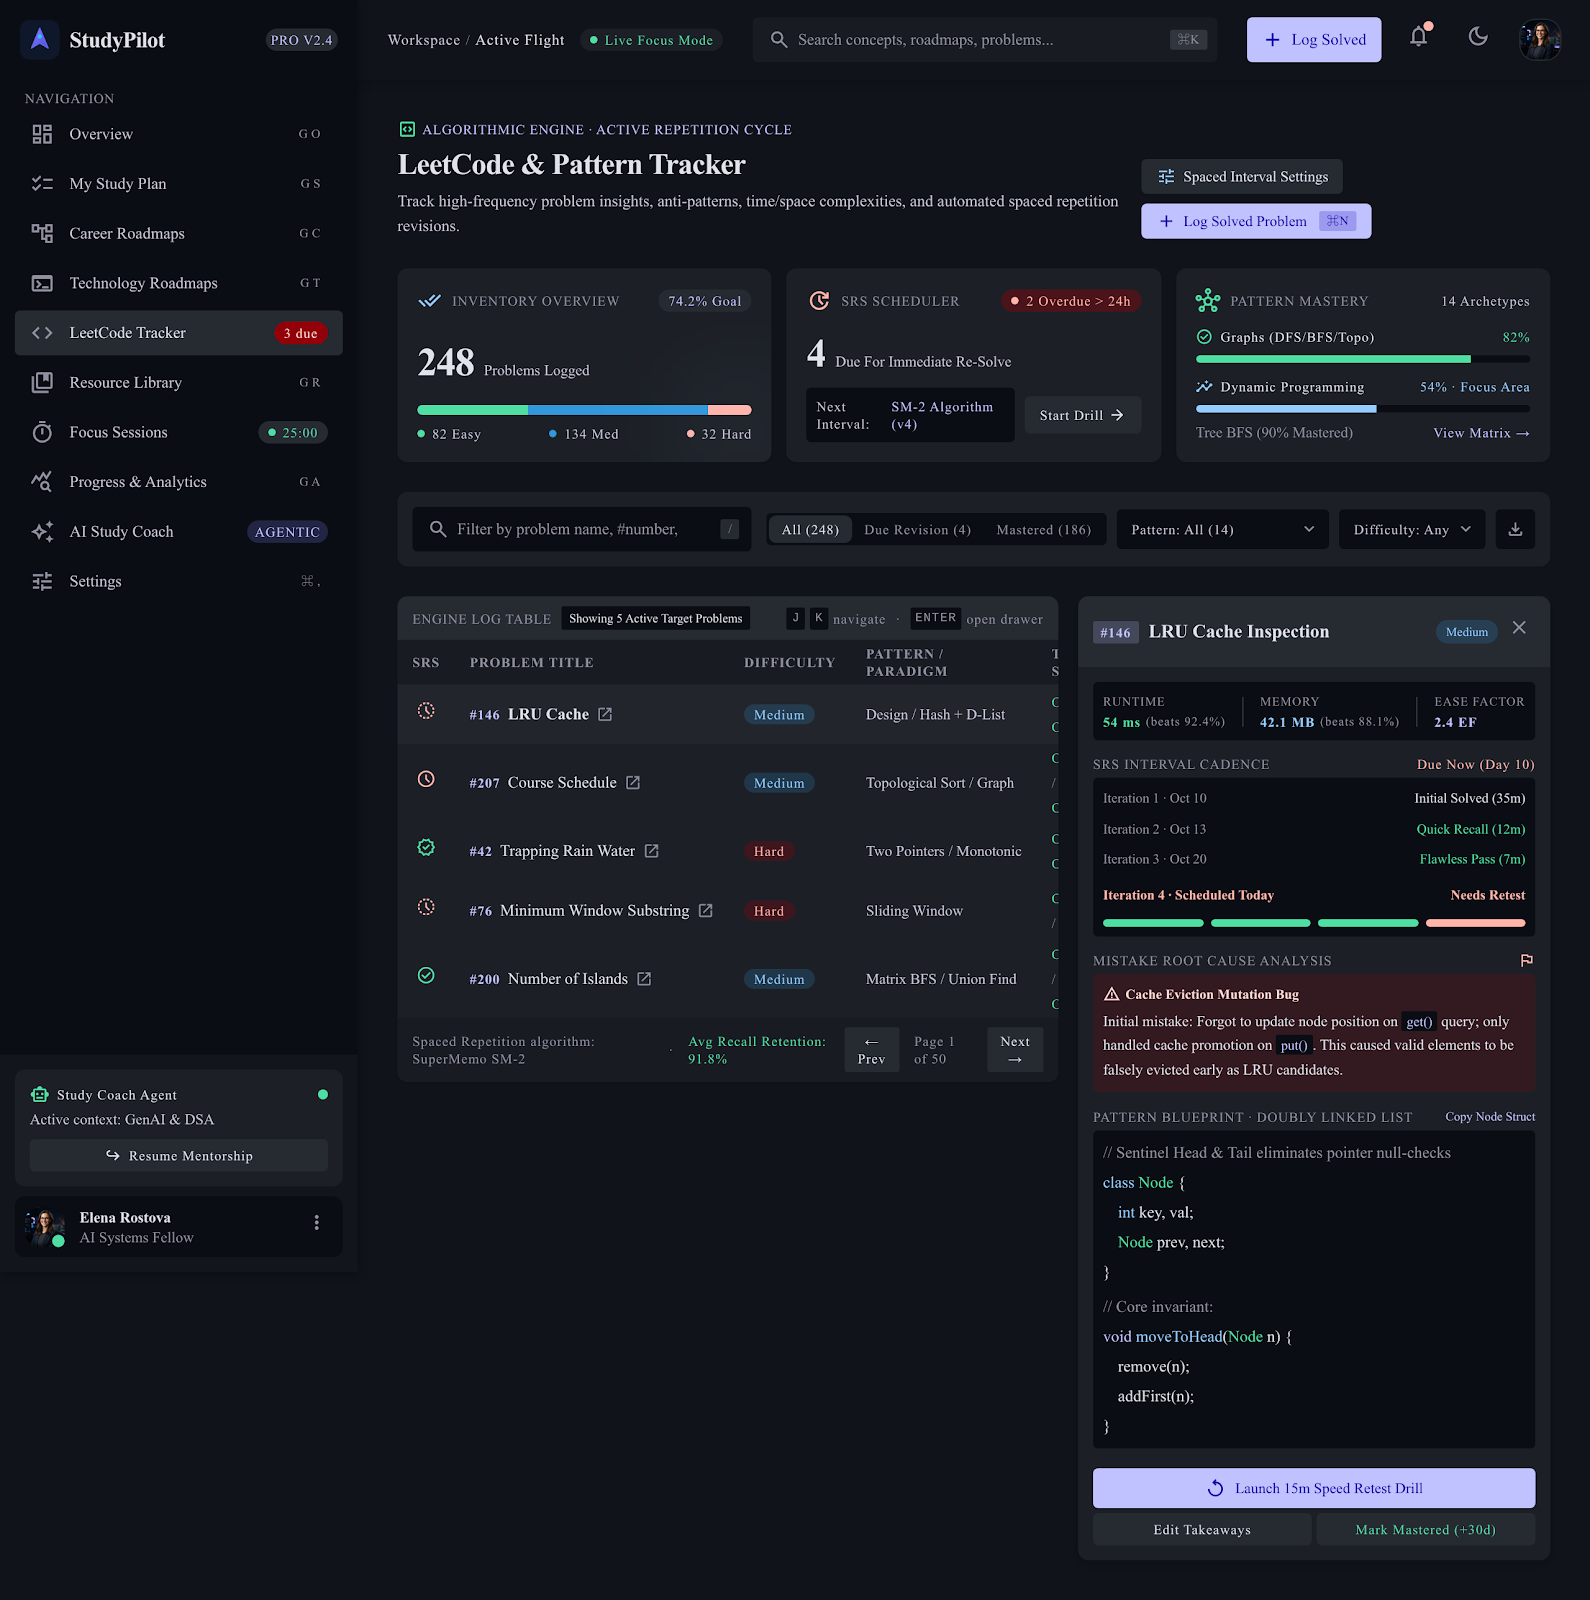 StudyPilot
PRO V2.4
NAVIGATION
Overview G O
My Study Plan G S
Career Roadmaps G C
Technology Roadmaps G T
LeetCode Tracker 3 due
Resource Library G R
Focus Sessions 25:00
Progress & Analytics G A
AI Study Coach AGENTIC
Settings ⌘ ,
Study Coach Agent
Active context: GenAI & DSA
Resume Mentorship
Elena Rostova
AI Systems Fellow
Workspace / Active Flight
Live Focus Mode
Search concepts, roadmaps, problems... ⌘K
Log Solved
ALGORITHMIC ENGINE · ACTIVE REPETITION CYCLE
LeetCode & Pattern Tracker
Track high-frequency problem insights, anti-patterns, time/space complexities, and automated spaced repetition
revisions.
Spaced Interval Settings
Log Solved Problem ⌘N
INVENTORY OVERVIEW 74.2% Goal
248 Problems Logged
82 Easy 134 Med 32 Hard
SRS SCHEDULER 2 Overdue > 24h
4 Due For Immediate Re-Solve
Next
Interval:
SM-2 Algorithm
(v4)
Start Drill →
PATTERN MASTERY 14 Archetypes
Graphs (DFS/BFS/Topo) 82%
Dynamic Programming 54% · Focus Area
Tree BFS (90% Mastered) View Matrix →
Filter by problem name, #number, /
All (248) Due Revision (4) Mastered (186)
Pattern: All (14)
Difficulty: Any
ENGINE LOG TABLE Showing 5 Active Target Problems J K navigate · ENTER open drawer
SRS PROBLEM TITLE DIFFICULTY PATTERN /
PARADIGM
#146 LRU Cache Medium Design / Hash + D-List
#207 Course Schedule Medium Topological Sort / Graph
#42 Trapping Rain Water Hard Two Pointers / Monotonic
#76 Minimum Window Substring Hard Sliding Window
#200 Number of Islands Medium Matrix BFS / Union Find
Spaced Repetition algorithm:
SuperMemo SM-2
·
Avg Recall Retention:
91.8%
←
Prev
Page 1
of 50
Next
→
#146 LRU Cache Inspection Medium
RUNTIME
54 ms (beats 92.4%)
MEMORY
42.1 MB (beats 88.1%)
EASE FACTOR
2.4 EF
SRS INTERVAL CADENCE Due Now (Day 10)
Iteration 1 · Oct 10 Initial Solved (35m)
Iteration 2 · Oct 13 Quick Recall (12m)
Iteration 3 · Oct 20 Flawless Pass (7m)
Iteration 4 · Scheduled Today Needs Retest
MISTAKE ROOT CAUSE ANALYSIS
Cache Eviction Mutation Bug
Initial mistake: Forgot to update node position on get() query; only
handled cache promotion on put() . This caused valid elements to be
falsely evicted early as LRU candidates.
PATTERN BLUEPRINT · DOUBLY LINKED LIST Copy Node Struct
// Sentinel Head & Tail eliminates pointer null-checks
class Node {
int key, val;
Node prev, next;
}
// Core invariant:
void moveToHead(Node n) {
remove(n);
addFirst(n);
}
Launch 15m Speed Retest Drill
Edit Takeaways
Mark Mastered (+30d)